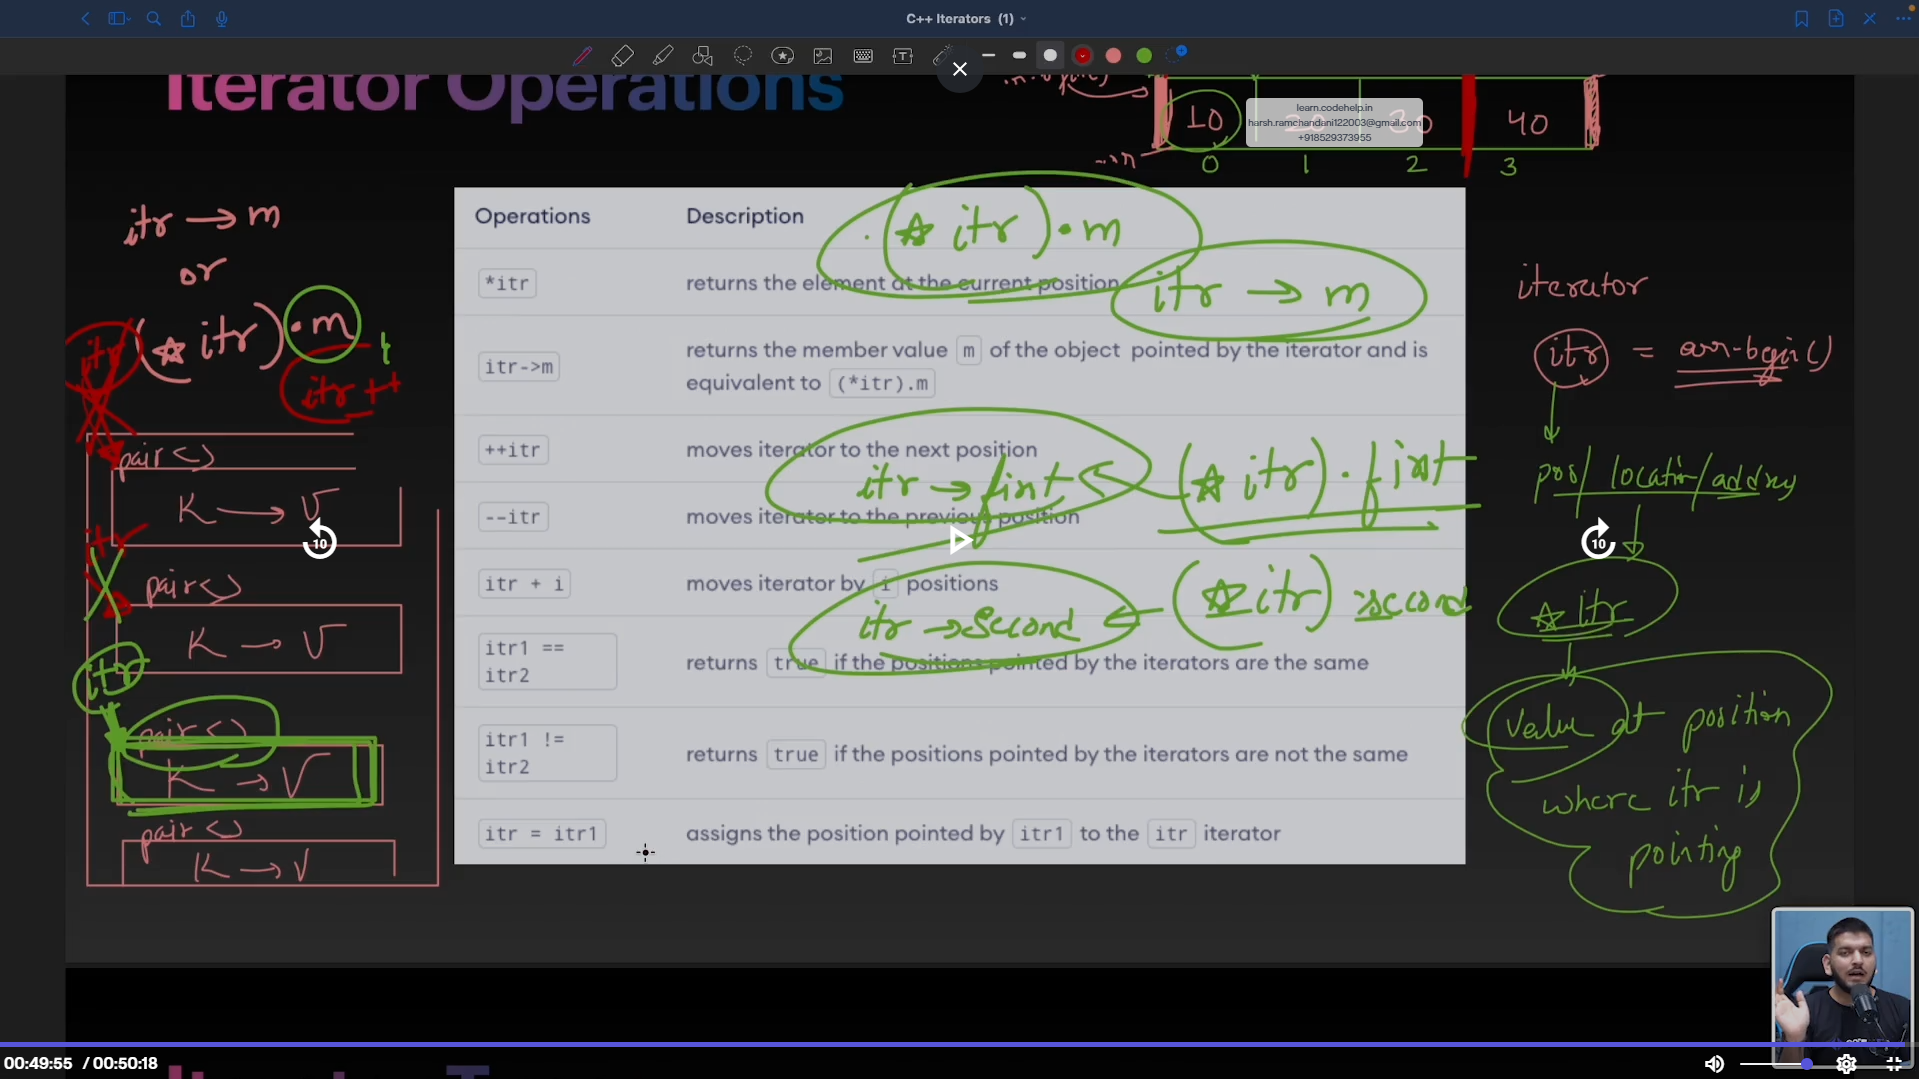 C++ Iterators (1)
Iterator Operations
10 20 30 40
0 1 2 3
learn.codehelp.in
harsh.ramchandani122003@gmail.com
+918529373955
itr → m
or
(* itr) . m
itr
itr ++
pair < >
K → V
itr
pair < >
K → V
itr
pair < >
K → V
pair < >
K → V
Operations Description
(* itr) . m
*itr returns the element at the current position
itr → m
itr->m returns the member value m of the object pointed by the iterator and is
equivalent to (*itr).m
++itr moves iterator to the next position
itr → first ← (* itr) . first
--itr moves iterator to the previous position
itr + i moves iterator by i positions
itr → second ← (* itr) . second
itr1 ==
itr2 returns true if the positions pointed by the iterators are the same
itr1 !=
itr2 returns true if the positions pointed by the iterators are not the same
itr = itr1 assigns the position pointed by itr1 to the itr iterator
iterator
itr = arr.begin()
pos/ location/address
* itr
value at position
where itr is
pointing
10
10
00:49:55 / 00:50:18